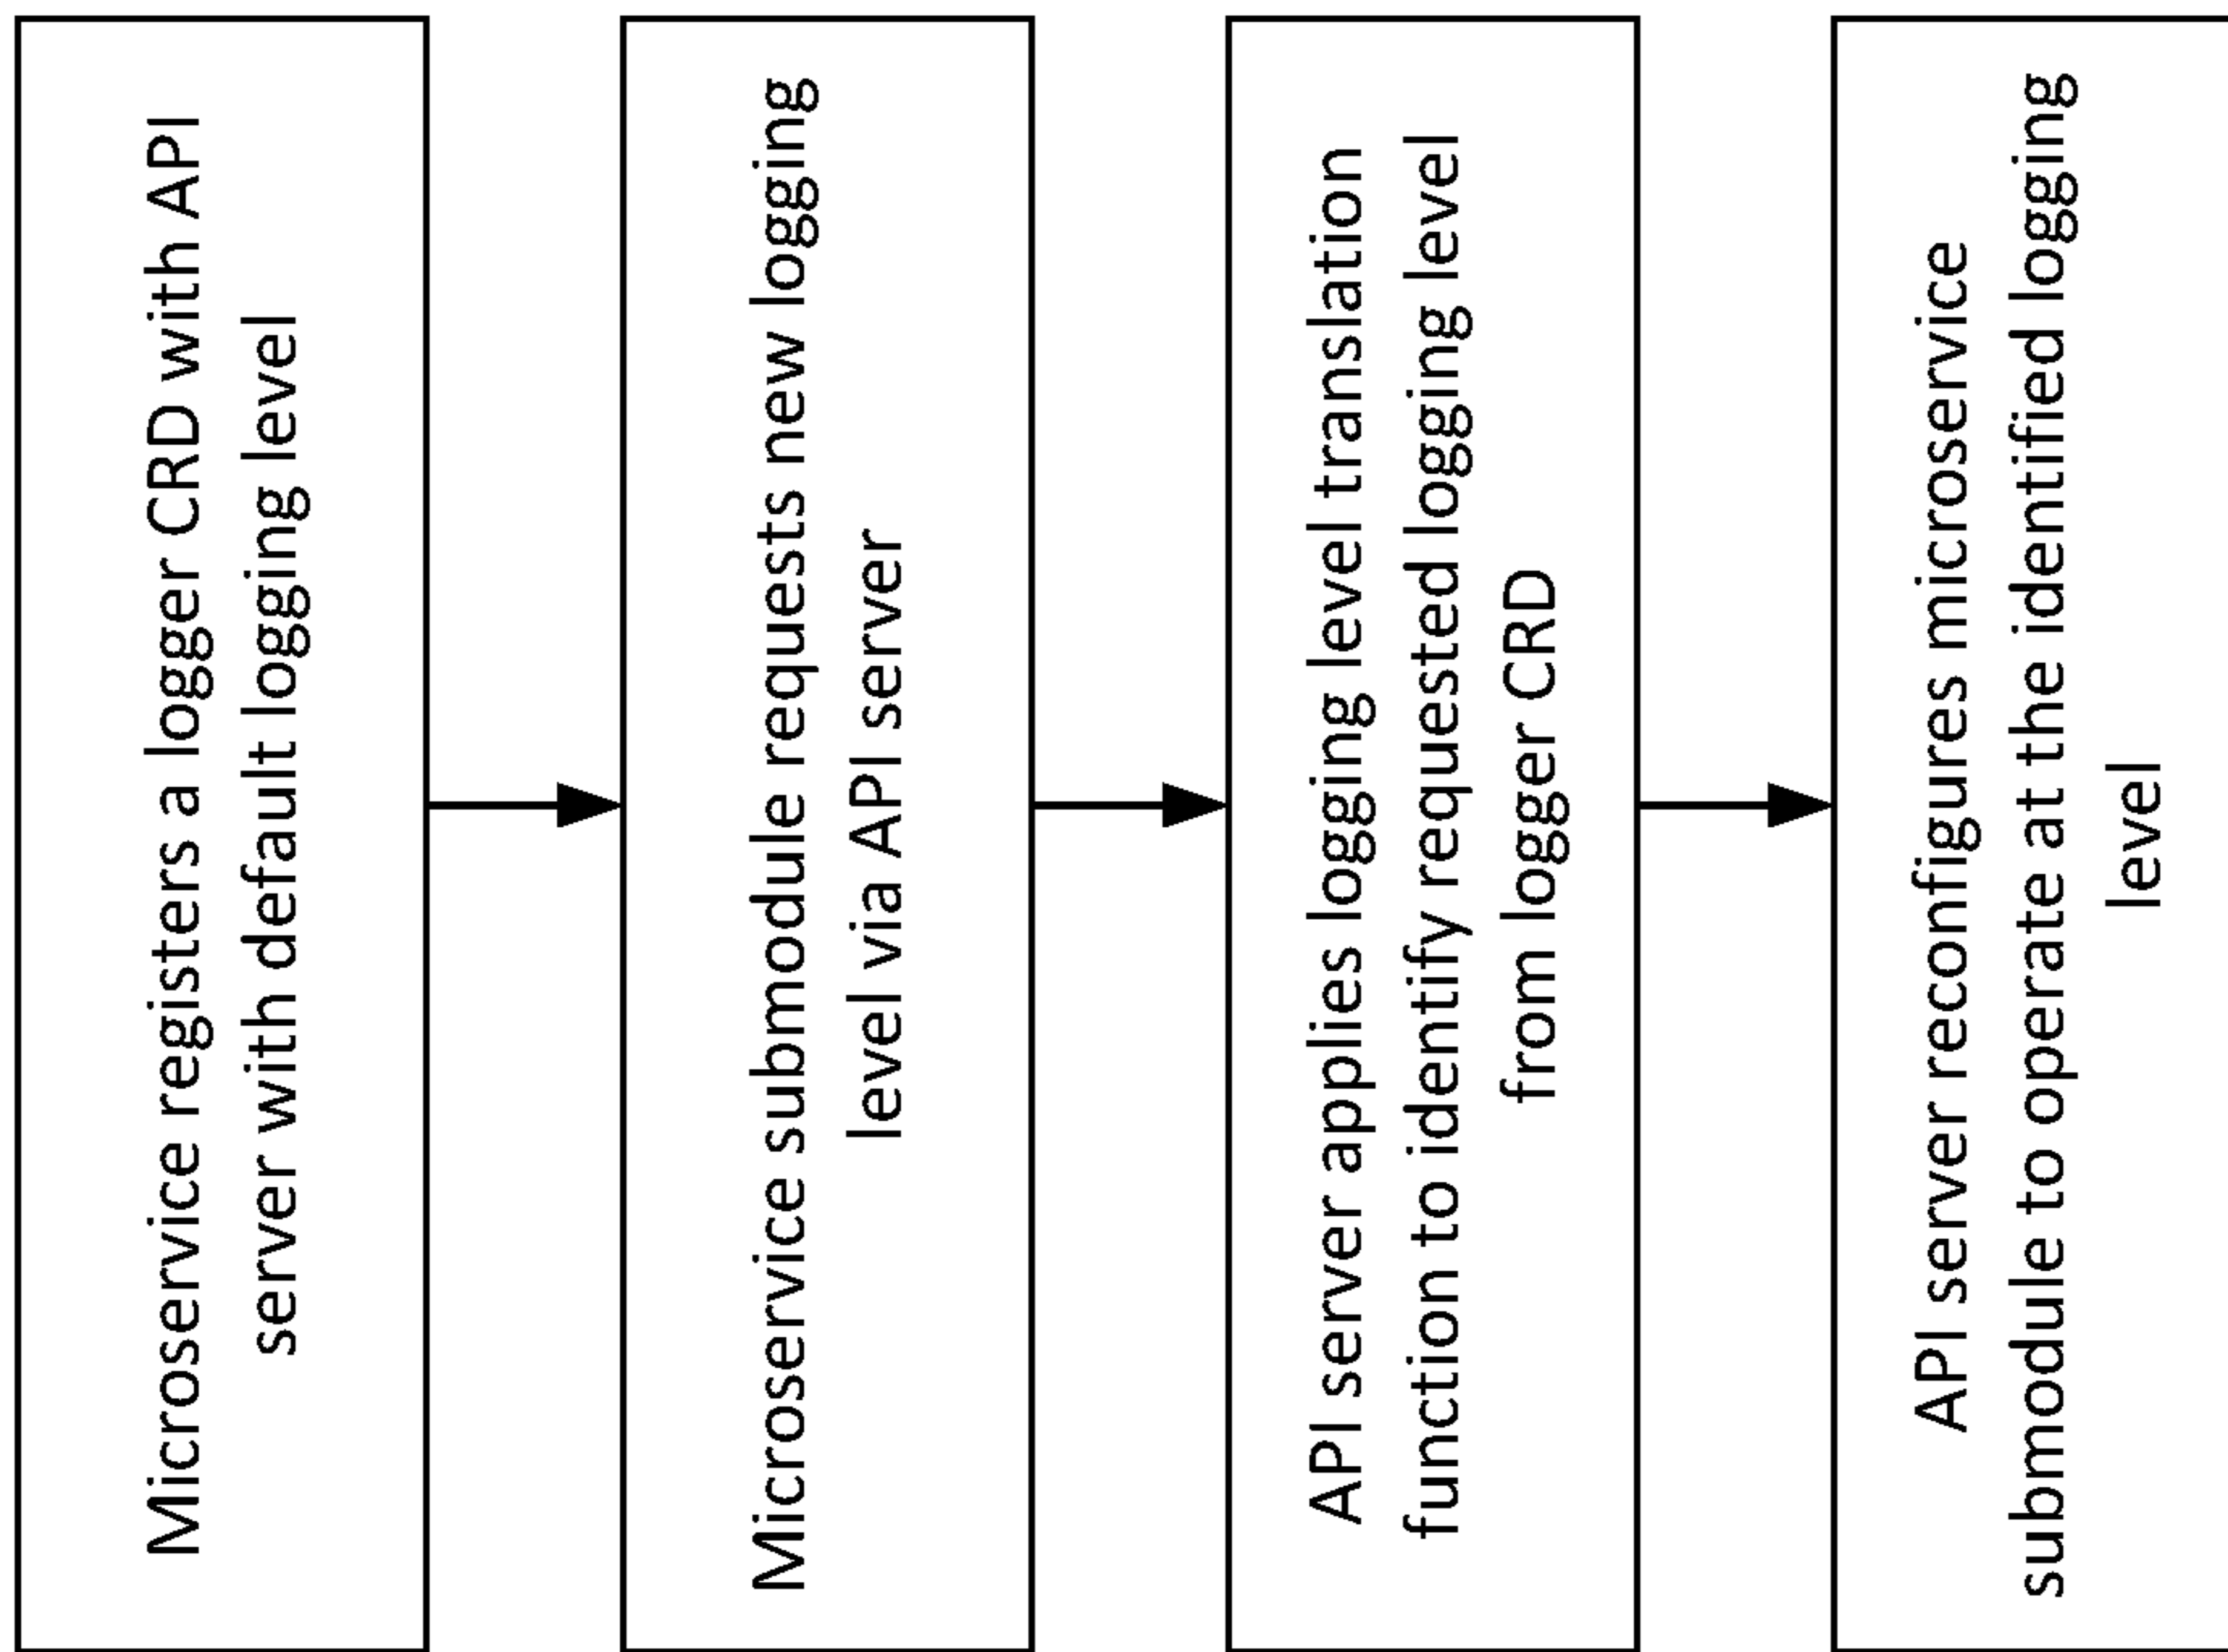 Microservice registers a logger CRD with API
server with default logging level
Microservice submodule requests new logging
level via API server
API server applies logging level translation
function to identify requested logging level
from logger CRD
API server reconfigures microservice
submodule to operate at the identified logging
level